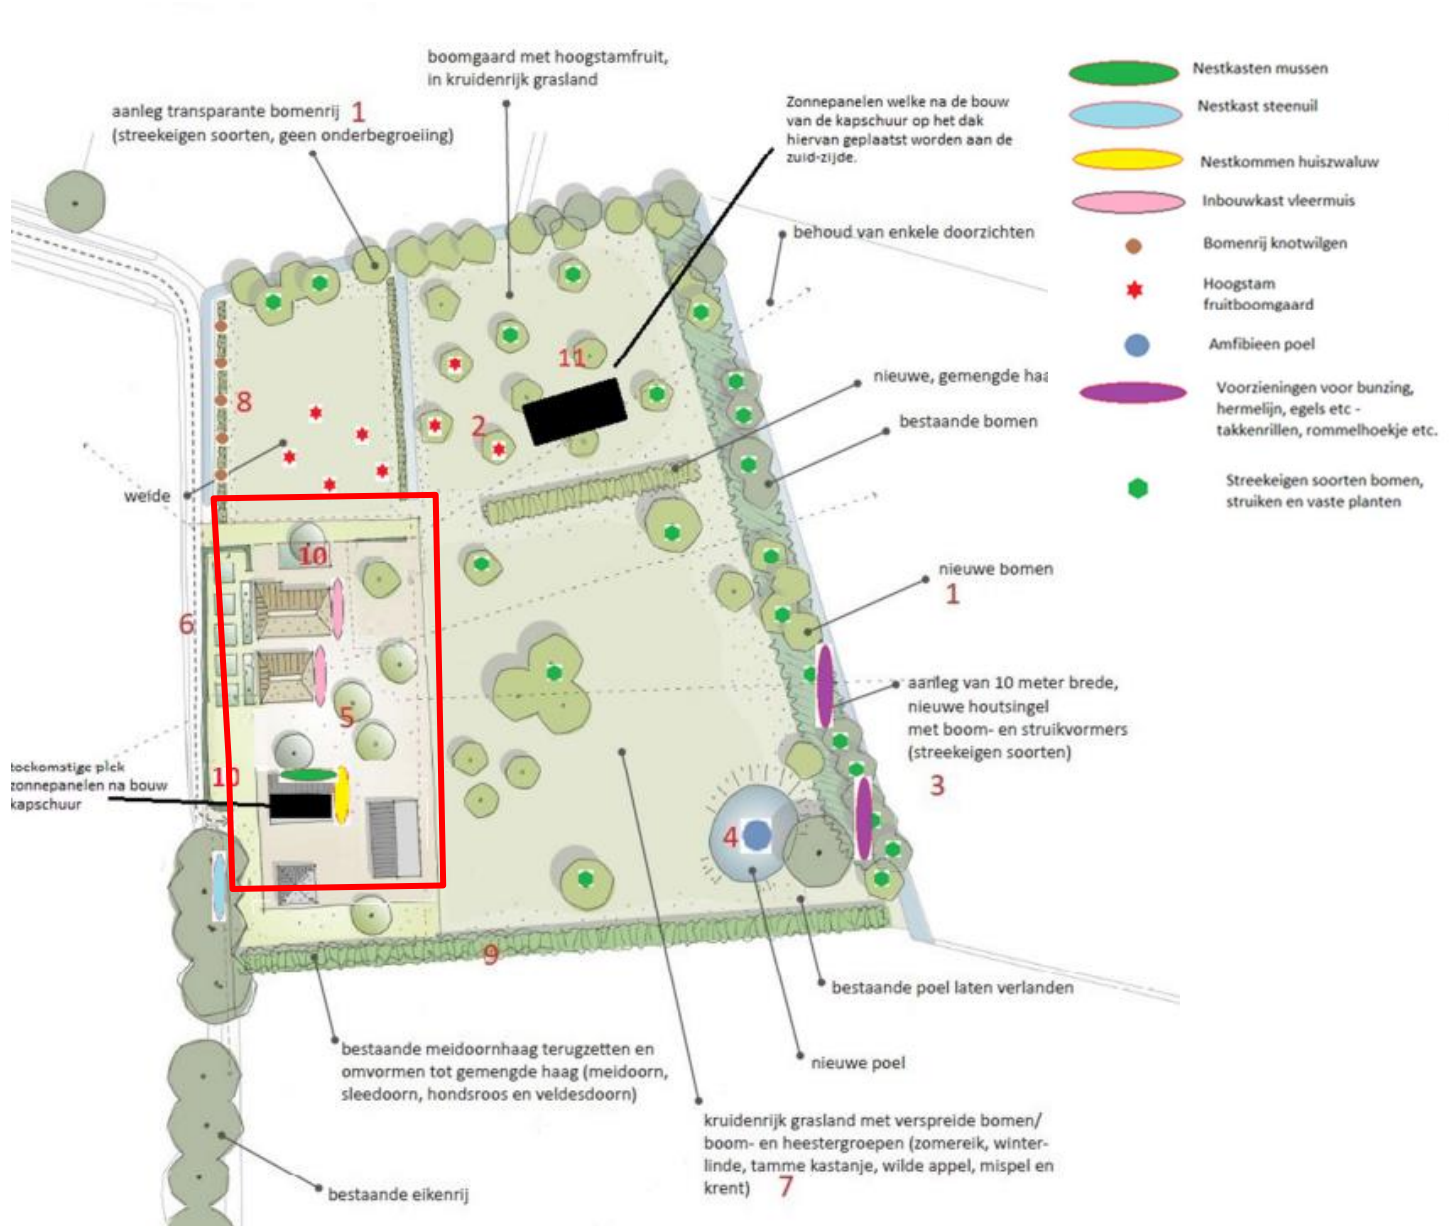 boomgaard met hoogstamfruit,
in kruidenrijk grasland
aanleg transparante bomenrij 1
(streekeigen soorten, geen onderbegroeiing)
Zonnepanelen welke na de bouw
van de kapschuur op het dak
hiervan geplaatst worden aan de
zuid-zijde.
behoud van enkele doorzichten
11
nieuwe, gemengde haa
8
2
bestaande bomen
weide
10
nieuwe bomen
1
6
aanleg van 10 meter brede,
nieuwe houtsingel
met boom- en struikvormers
(streekeigen soorten)
3
5
toekomatige plek
zonnepanelen na bouw
kapschuur
10
4
9
bestaande poel laten verlanden
bestaande meidoornhaag terugzetten en
omvormen tot gemengde haag (meidoorn,
sleedoorn, hondsroos en veldesdoorn)
nieuwe poel
kruidenrijk grasland met verspreide bomen/
boom- en heestergroepen (zomereik, winter-
linde, tamme kastanje, wilde appel, mispel en
krent) 7
bestaande eikenrij
Nestkasten mussen
Nestkast steenuil
Nestkommen huiszwaluw
Inbouwkast vleermuis
Bomenrij knotwilgen
Hoogstam
fruitboomgaard
Amfibieen poel
Voorzieningen voor bunzing,
hermelijn, egels etc -
takkenrillen, rommelhoekje etc.
Streekeigen soorten bomen,
struiken en vaste planten